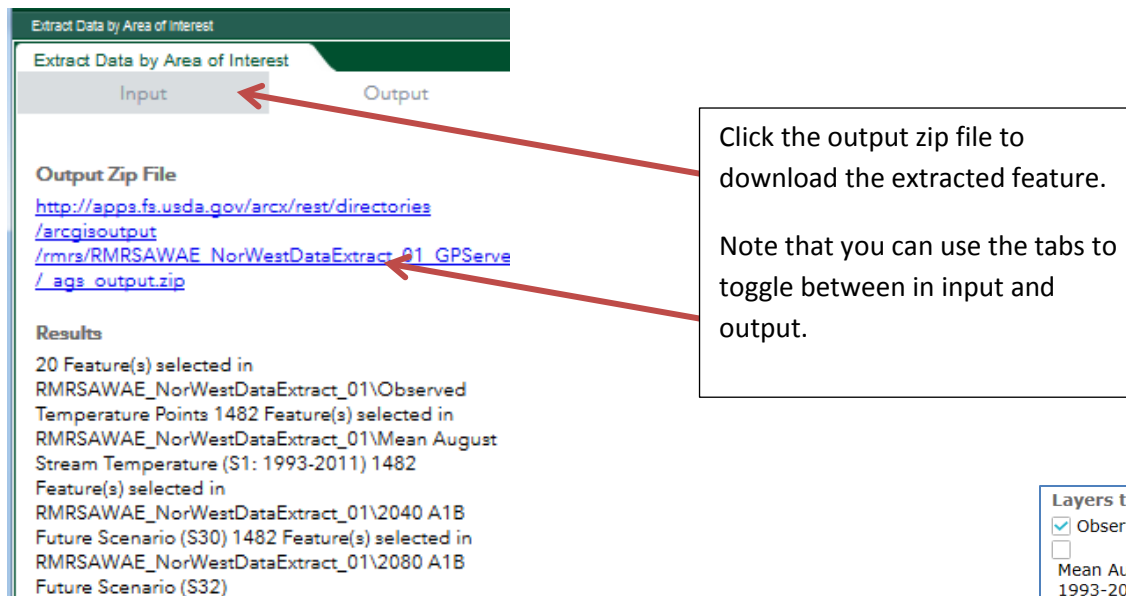 Extract Data by Area of Interest
Extract Data by Area of Interest
Input Output
Output Zip File
http://apps.fs.usda.gov/arcx/rest/directories
/arcgisoutput
/rmrs/RMRSAWAE_NorWestDataExtract_01_GPServe
/_ags_output.zip
Results
20 Feature(s) selected in
RMRSAWAE_NorWestDataExtract_01\Observed
Temperature Points 1482 Feature(s) selected in
RMRSAWAE_NorWestDataExtract_01\Mean August
Stream Temperature (S1: 1993-2011) 1482
Feature(s) selected in
RMRSAWAE_NorWestDataExtract_01\2040 A1B
Future Scenario (S30) 1482 Feature(s) selected in
RMRSAWAE_NorWestDataExtract_01\2080 A1B
Future Scenario (S32)
Click the output zip file to
download the extracted feature.
Note that you can use the tabs to
toggle between in input and
output.
Layers t
Obser
Mean Au
1993-20